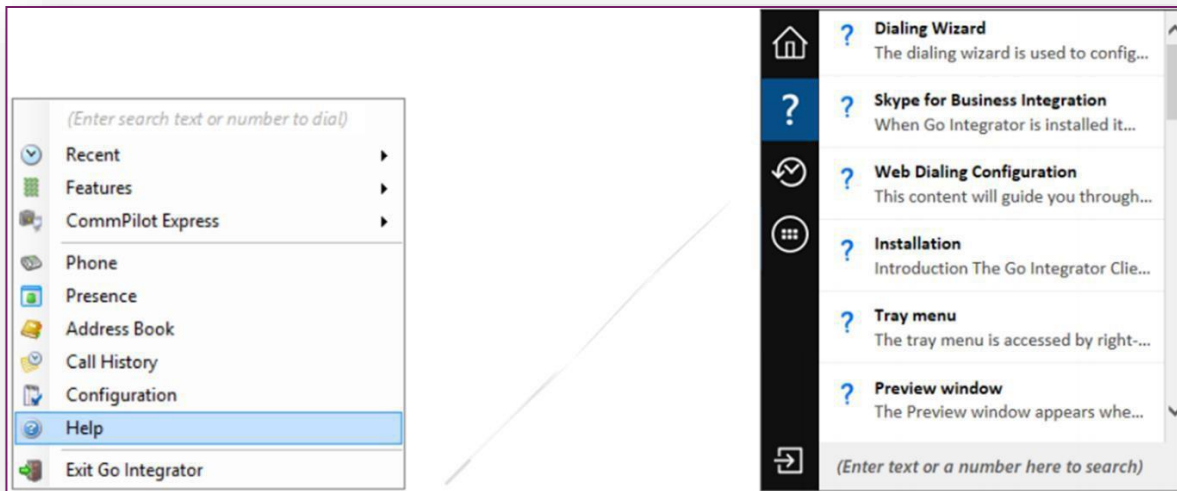 (Enter search text or number to dial)
Recent
Features
CommPilot Express
Phone
Presence
Address Book
Call History
Configuration
Help
Exit Go Integrator
Dialing Wizard
The dialing wizard is used to config...
Skype for Business Integration
When Go Integrator is installed it...
Web Dialing Configuration
This content will guide you through...
Installation
Introduction The Go Integrator Clie...
Tray menu
The tray menu is accessed by right-...
Preview window
The Preview window appears whe...
(Enter text or a number here to search)